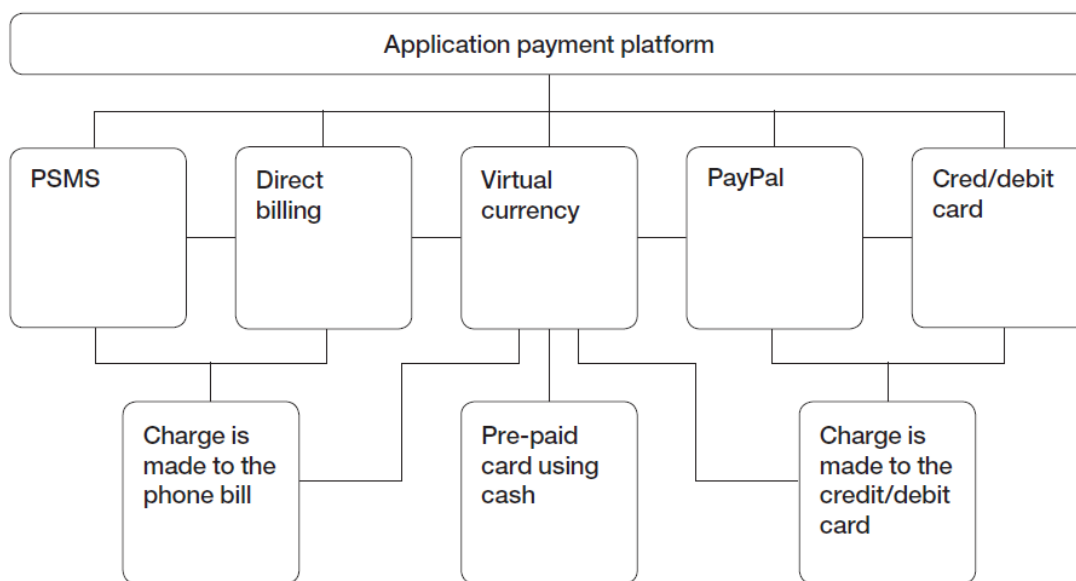 Application payment platform
PSMS
Direct
billing
Virtual
currency
PayPal
Cred/debit
card
Charge is
made to the
phone bill
Pre-paid
card using
cash
Charge is
made to the
credit/debit
card